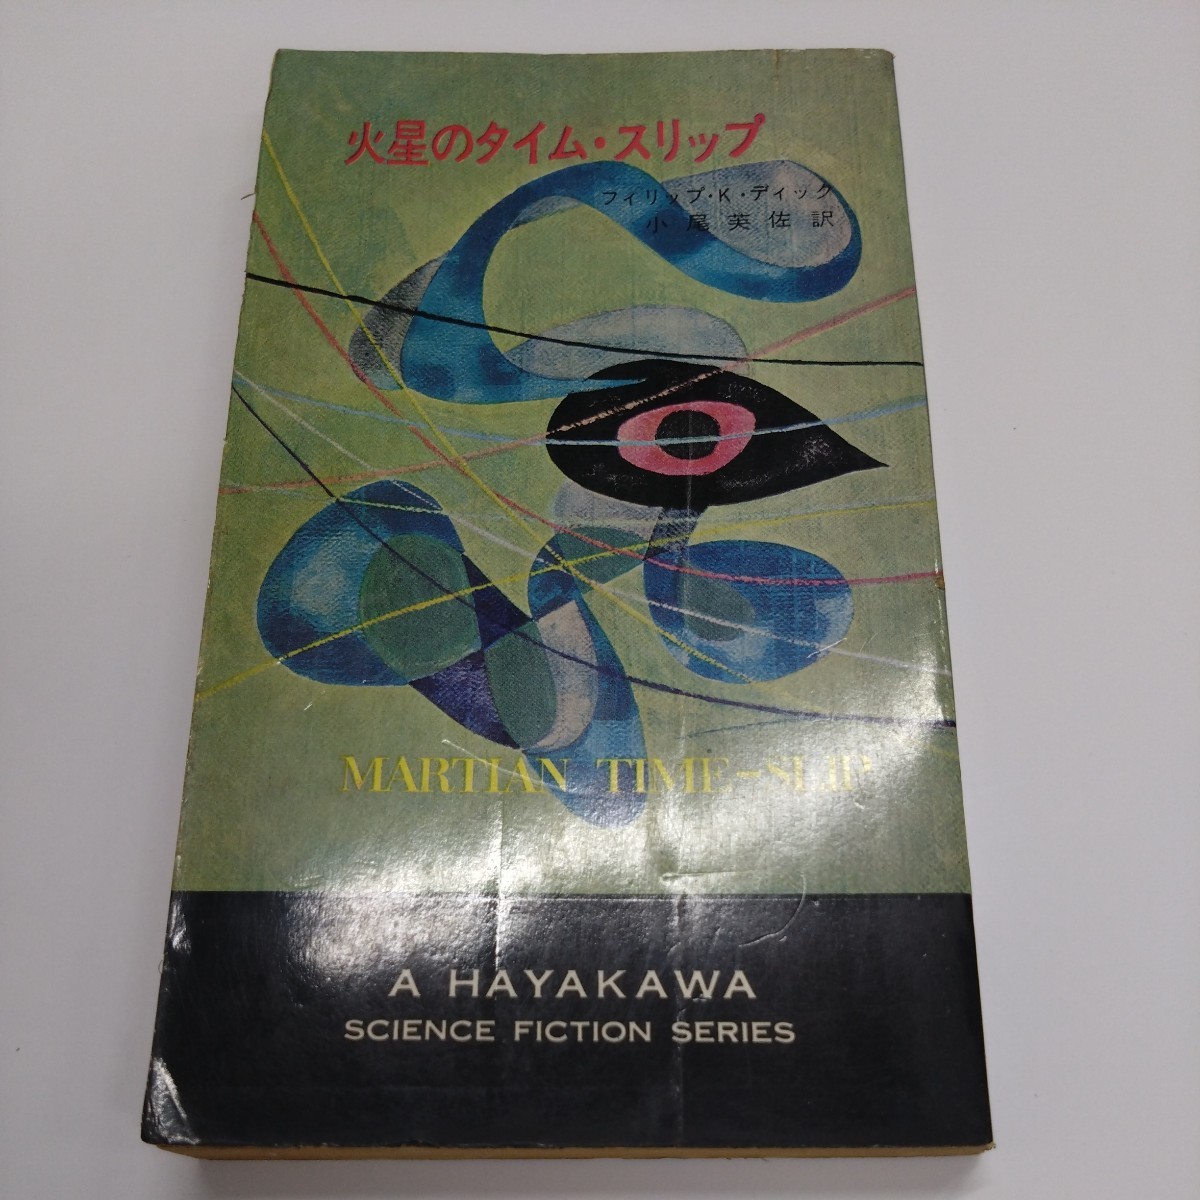 火星のタイム・スリップ
フィリップ・K・ディック
小尾芙佐訳
MARTIAN TIME-SLIP
A HAYAKAWA
SCIENCE FICTION SERIES